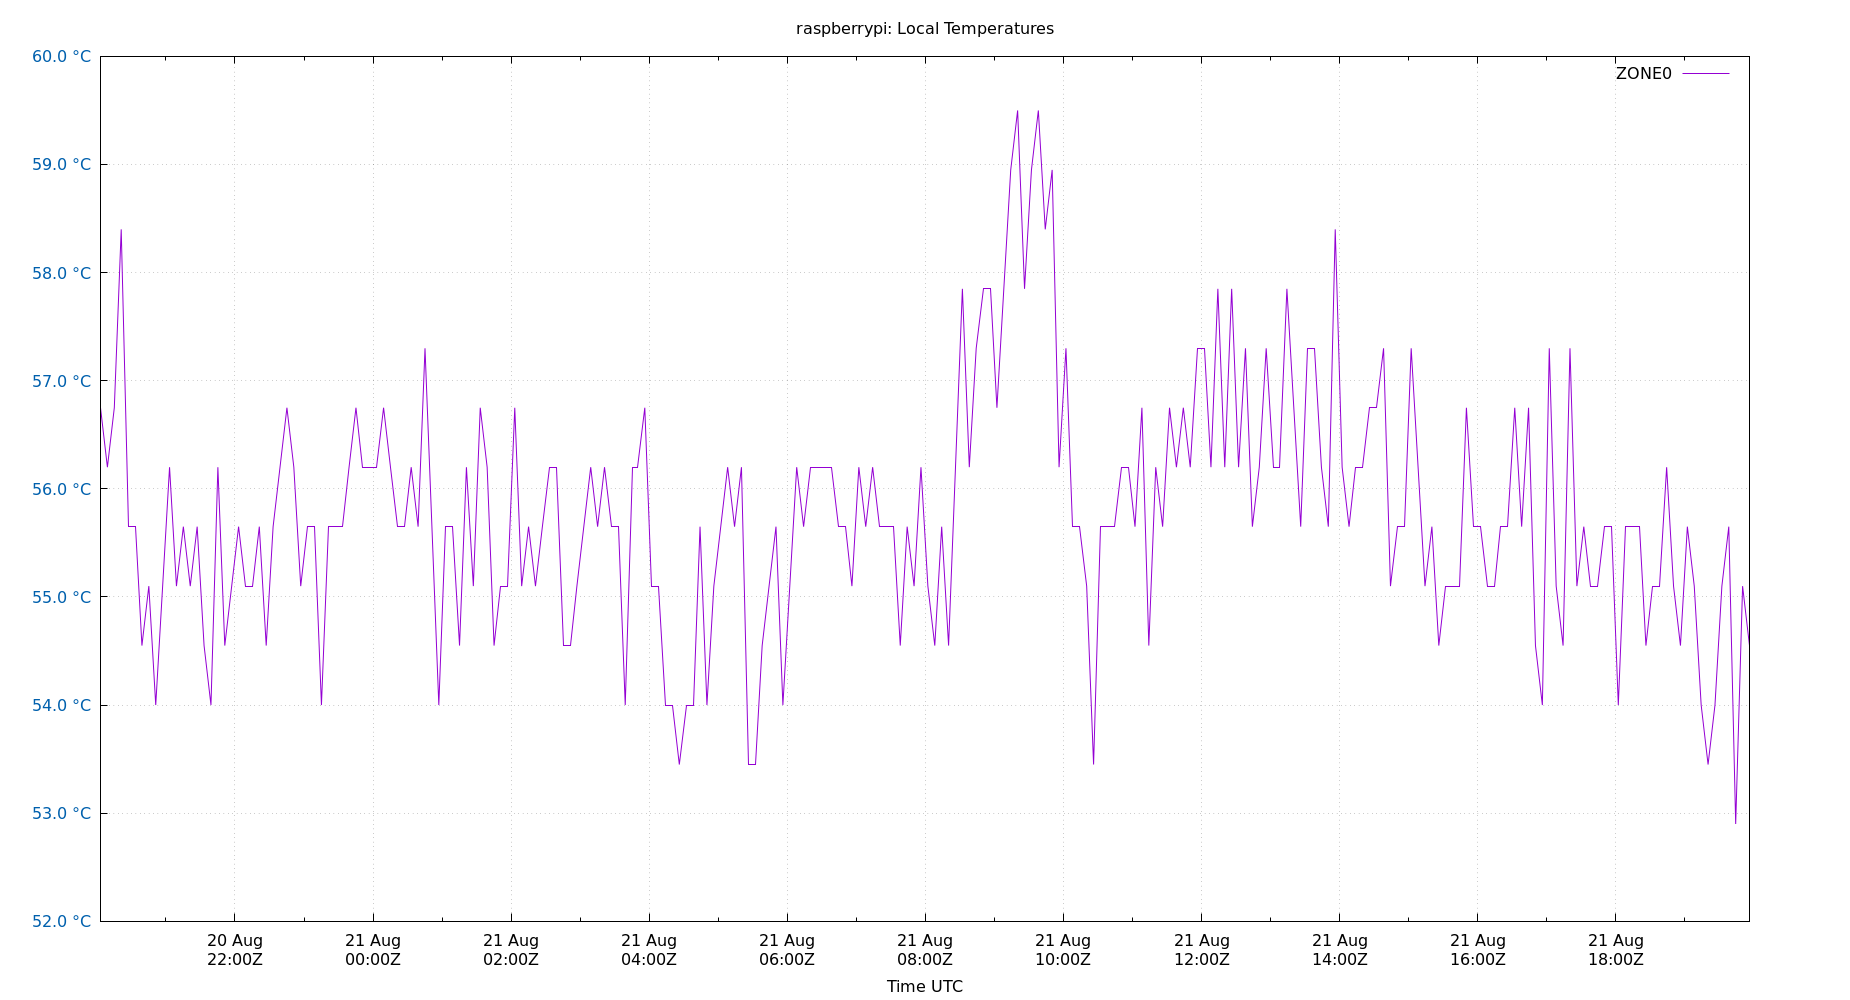 raspberrypi: Local Temperatures
60.0 °C
ZONE0
59.0 °C
58.0 °C
57.0 °C
56.0 °C
55.0 °C
54.0 °C
53.0 °C
52.0 °C
20 Aug 21 Aug 21 Aug 21 Aug 21 Aug 21 Aug 21 Aug 21 Aug 21 Aug 21 Aug 21 Aug
22:00Z 00:00Z 02:00Z 04:00Z 06:00Z 08:00Z 10:00Z 12:00Z 14:00Z 16:00Z 18:00Z
Time UTC